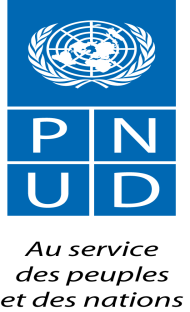 P N
U D
Au service
des peuples
et des nations